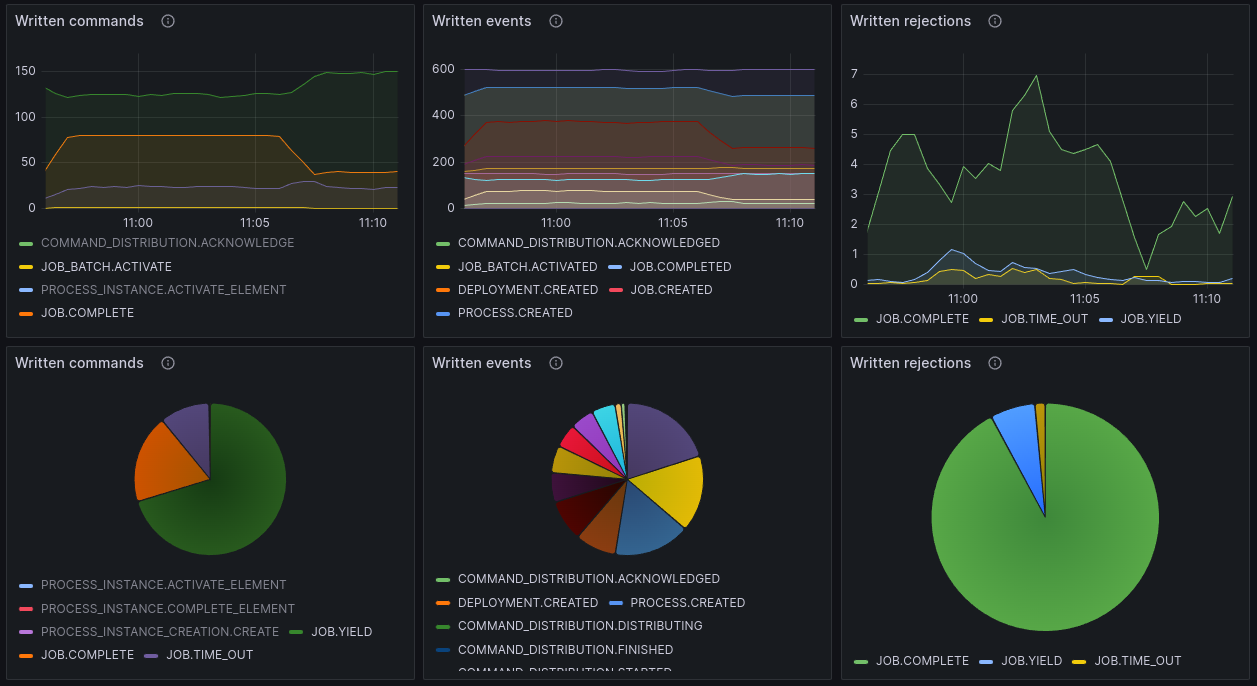 Written commands
150
100
50
0
11:00 11:05 11:10
COMMAND_DISTRIBUTION.ACKNOWLEDGE
JOB_BATCH.ACTIVATE
PROCESS_INSTANCE.ACTIVATE_ELEMENT
JOB.COMPLETE
Written events
600
400
200
0
11:00 11:05 11:10
COMMAND_DISTRIBUTION.ACKNOWLEDGED
JOB_BATCH.ACTIVATED JOB.COMPLETED
DEPLOYMENT.CREATED JOB.CREATED
PROCESS.CREATED
Written rejections
7
6
5
4
3
2
1
0
11:00 11:05 11:10
JOB.COMPLETE JOB.TIME_OUT JOB.YIELD
Written commands
PROCESS_INSTANCE.ACTIVATE_ELEMENT
PROCESS_INSTANCE.COMPLETE_ELEMENT
PROCESS_INSTANCE_CREATION.CREATE JOB.YIELD
JOB.COMPLETE JOB.TIME_OUT
Written events
COMMAND_DISTRIBUTION.ACKNOWLEDGED
DEPLOYMENT.CREATED PROCESS.CREATED
COMMAND_DISTRIBUTION.DISTRIBUTING
COMMAND_DISTRIBUTION.FINISHED
COMMAND_DISTRIBUTION.STARTED
Written rejections
JOB.COMPLETE JOB.YIELD JOB.TIME_OUT